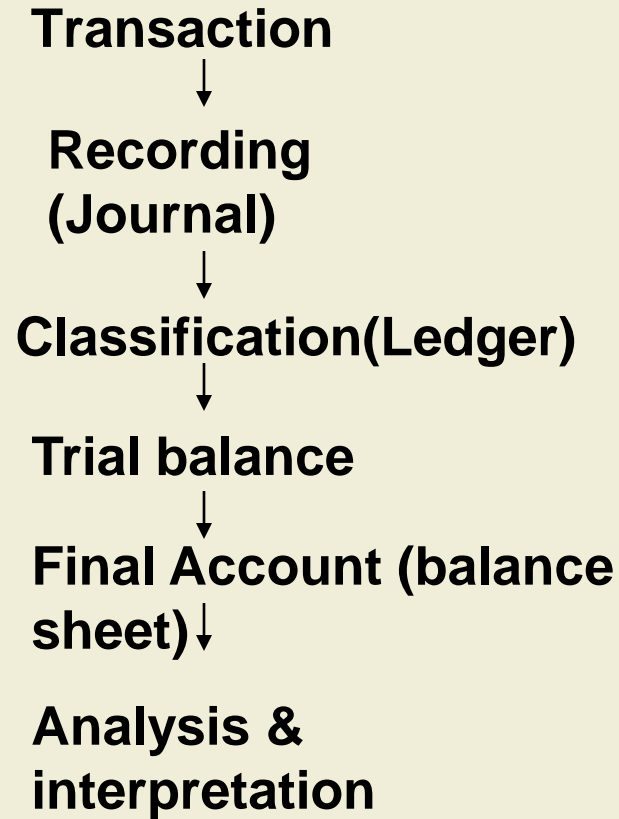 Transaction
Recording
(Journal)
Classification(Ledger)
Trial balance
Final Account (balance
sheet)
Analysis &
interpretation